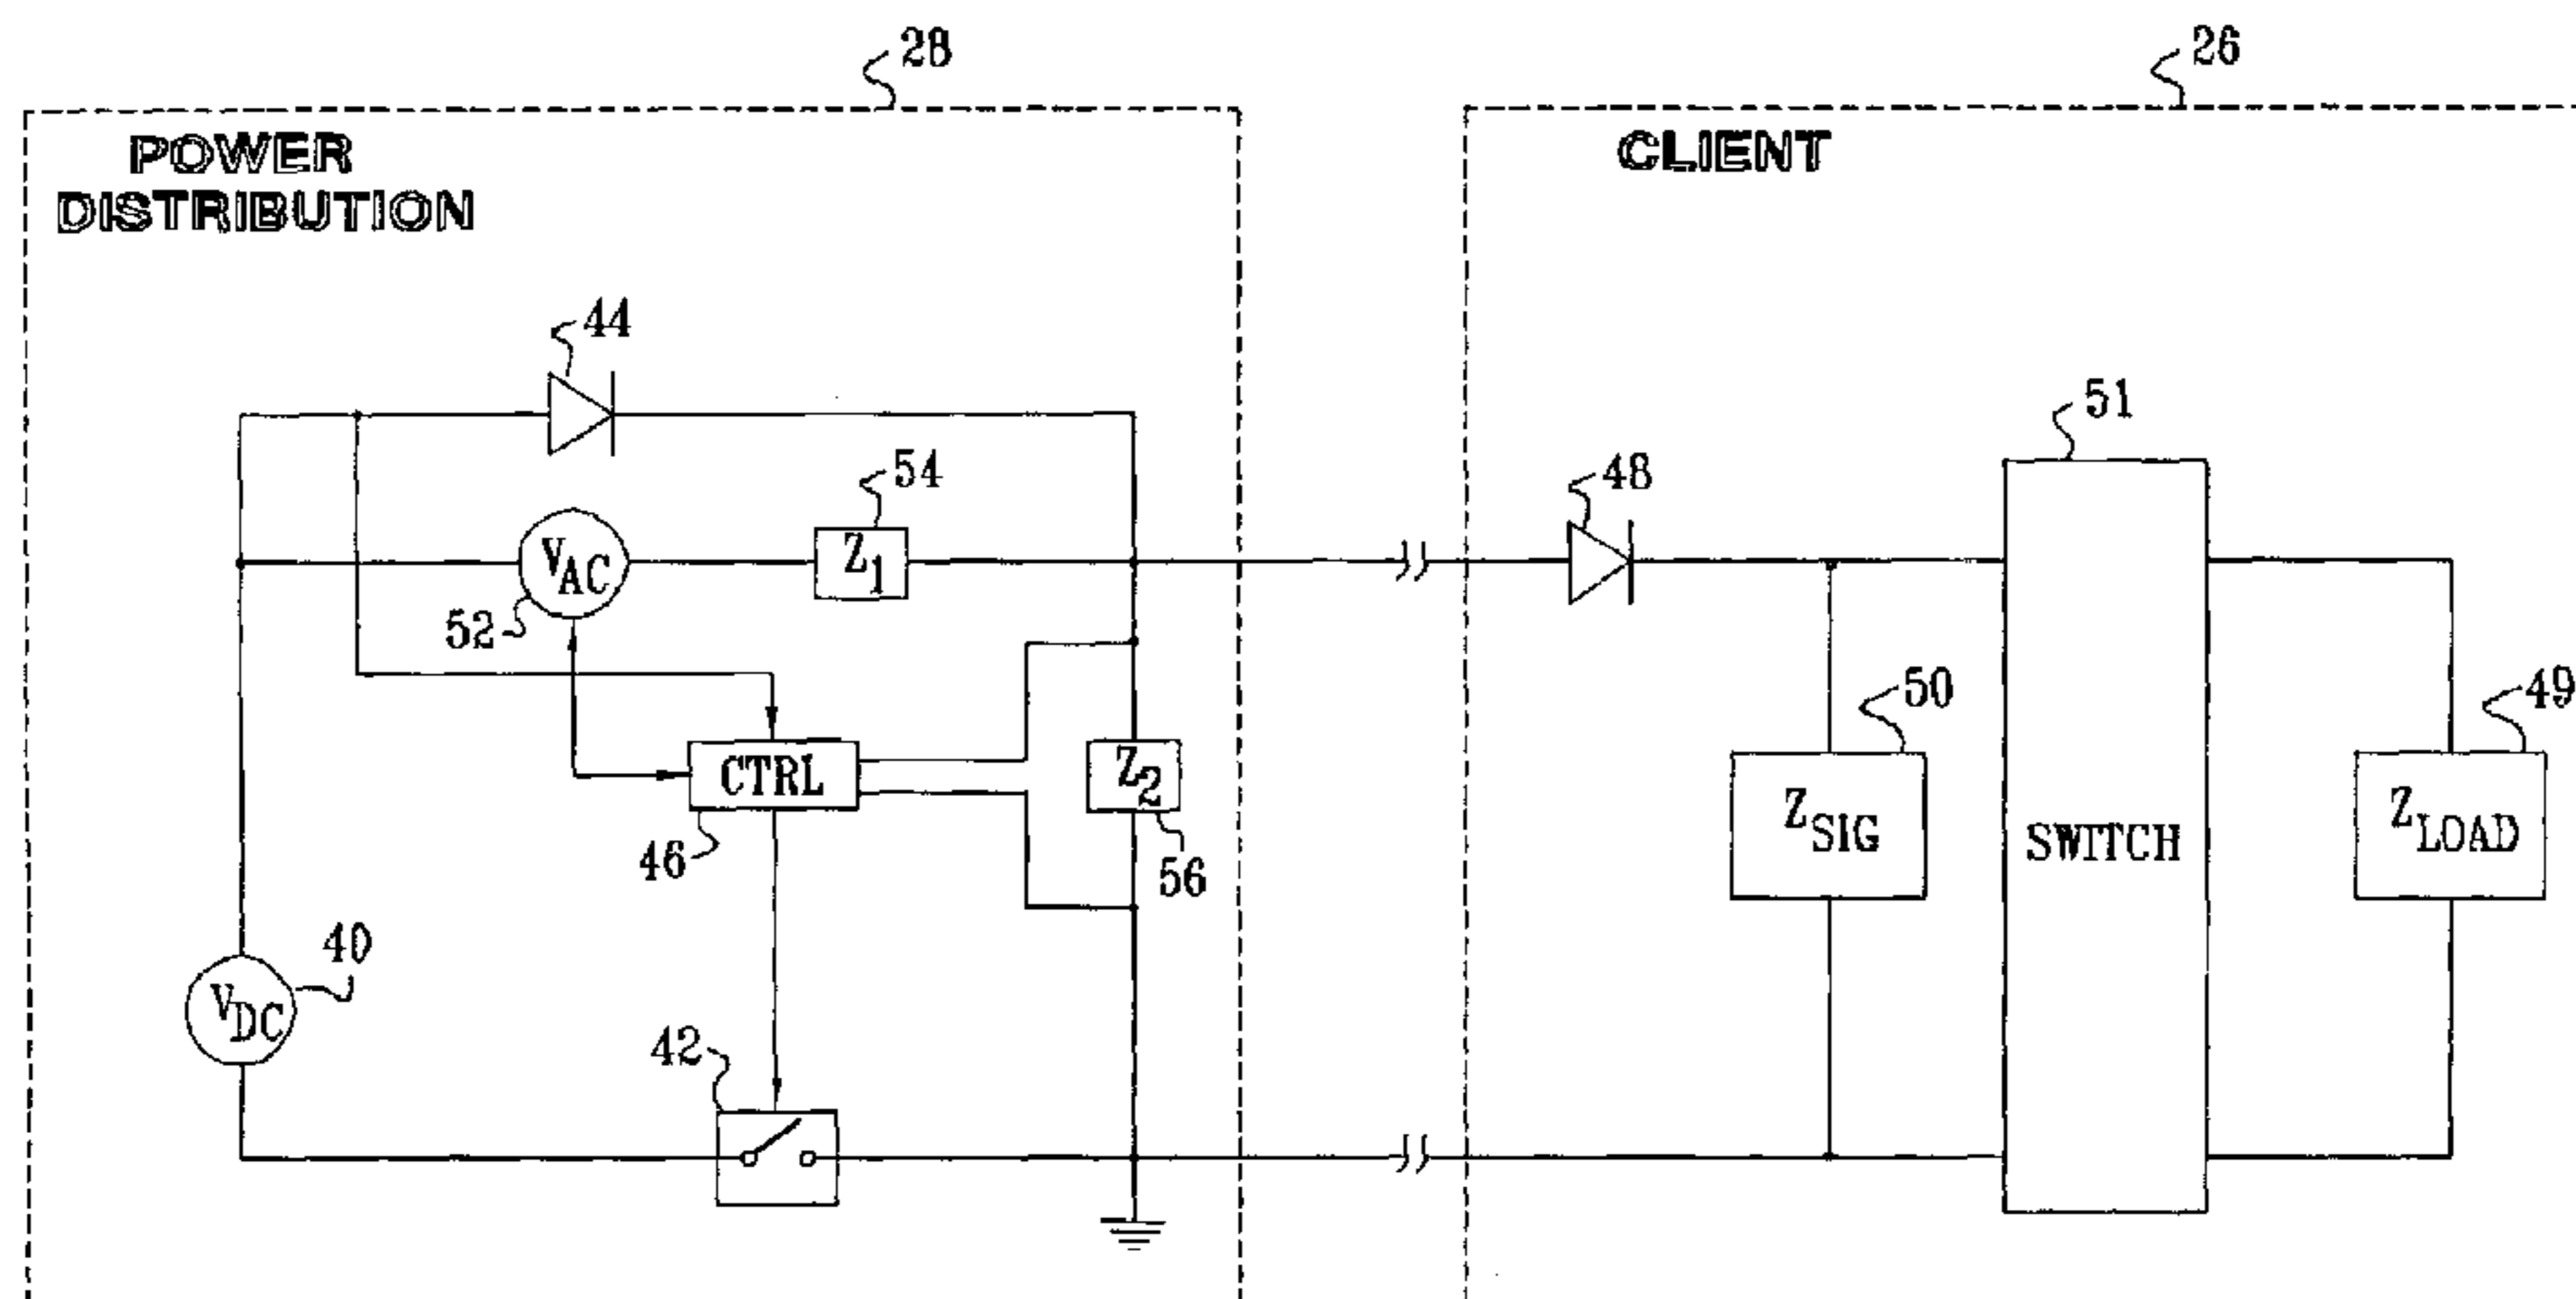 28
26
POWER
DISTRIBUTION
CLIENT
44
51
54
48
VAC
Z1
52
50
49
CTRL
Z2
ZSIG
SWITCH
ZLOAD
46
56
40
VDC
42